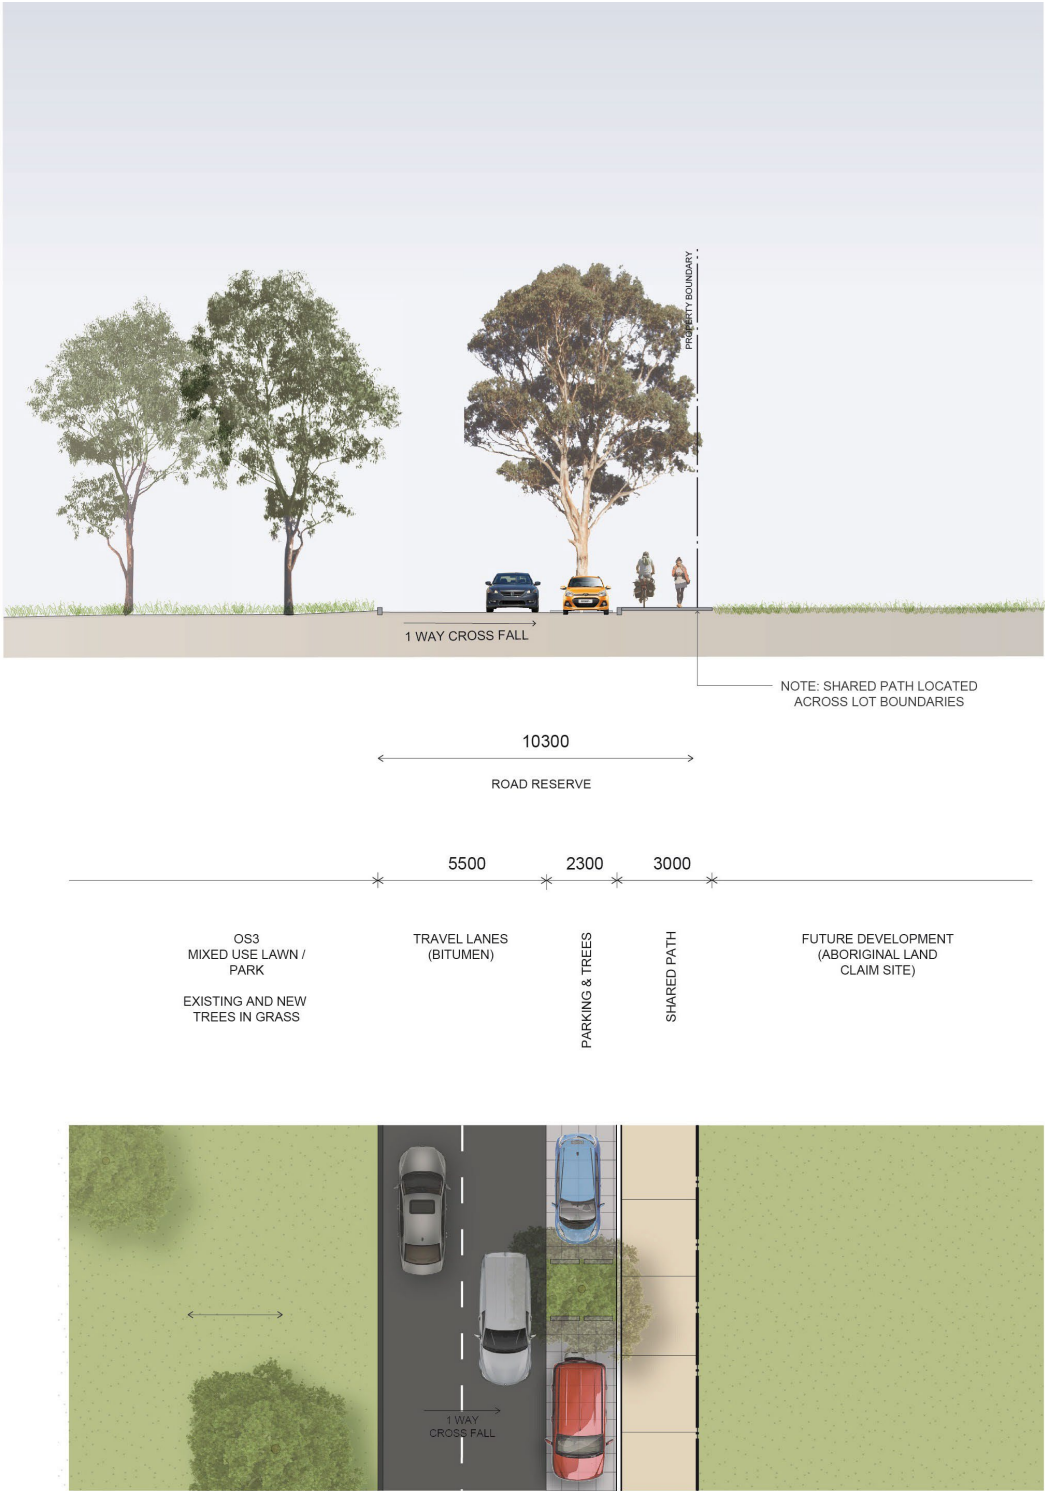 PROPERTY BOUNDARY
1 WAY CROSS FALL
NOTE: SHARED PATH LOCATED
ACROSS LOT BOUNDARIES
10300
ROAD RESERVE
5500
2300
3000
OS3
MIXED USE LAWN /
PARK
EXISTING AND NEW
TREES IN GRASS
TRAVEL LANES
(BITUMEN)
PARKING & TREES
SHARED PATH
FUTURE DEVELOPMENT
(ABORIGINAL LAND
CLAIM SITE)
1 WAY
CROSS FALL